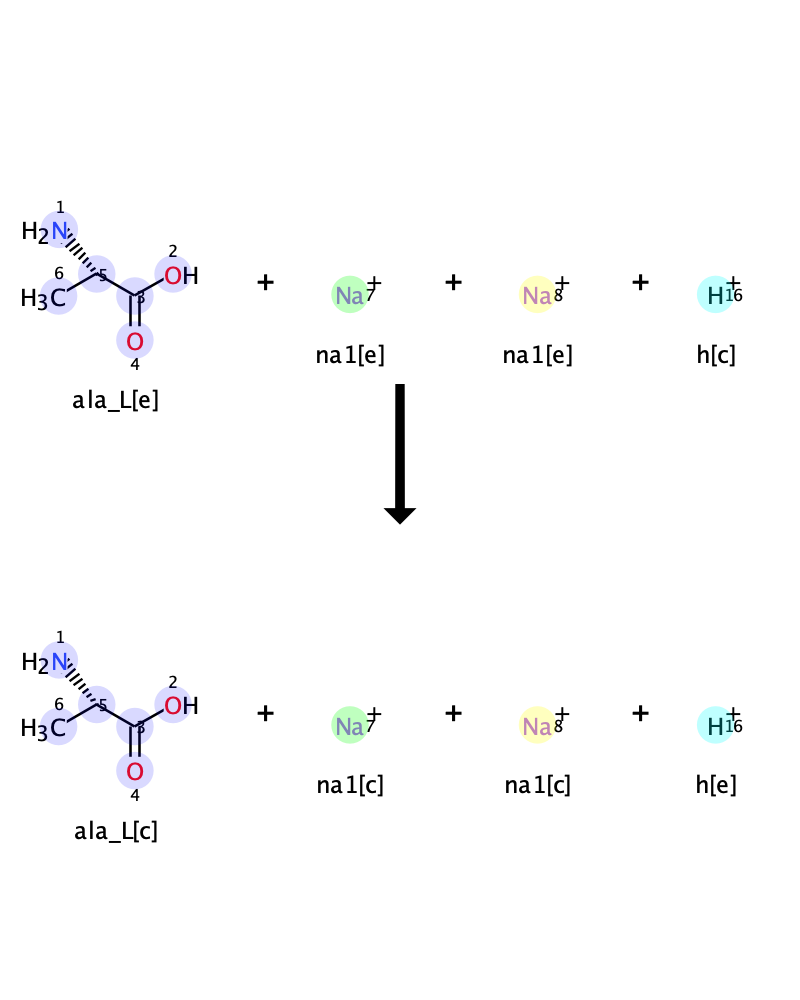 1
H₂N
2
6
5
OH
H₃C
3
O
4
ala_L[e]
+
Na⁺
7
na1[e]
+
Na⁺
8
na1[e]
+
H⁺
16
h[c]
1
H₂N
2
6
5
OH
H₃C
3
O
4
ala_L[c]
+
Na⁺
7
na1[c]
+
Na⁺
8
na1[c]
+
H⁺
16
h[e]